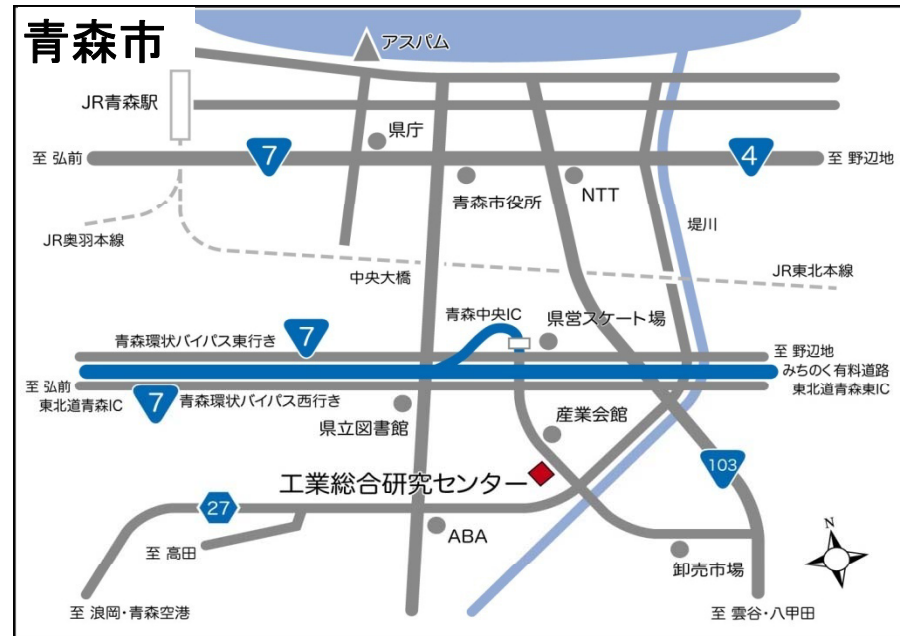 青森市
アスパム
JR青森駅
県庁
至 弘前
7
4
至 野辺地
青森市役所
NTT
堤川
JR奥羽本線
中央大橋
JR東北本線
青森中央IC
県営スケート場
青森環状バイパス東行き
7
至 野辺地
みちのく有料道路
至 弘前
東北道青森東IC
東北道青森IC
7
青森環状バイパス西行き
県立図書館
産業会館
103
工業総合研究センター
27
ABA
N
至 高田
卸売市場
至 浪岡・青森空港
至 雲谷・八甲田